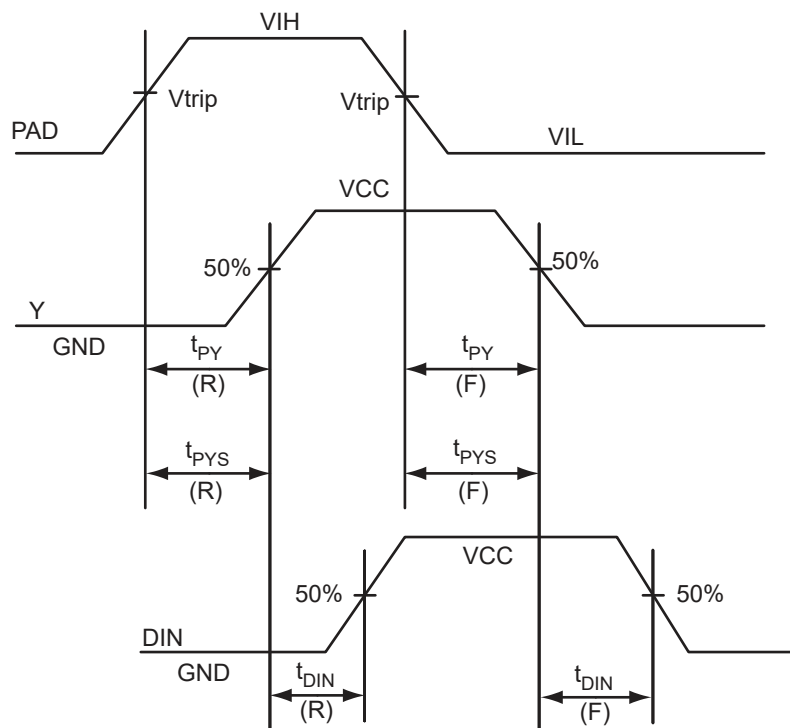 VIH
Vtrip
Vtrip
PAD
VIL
VCC
50%
50%
Y
GND
tPY
(R)
tPY
(F)
tPYS
(R)
tPYS
(F)
VCC
50%
50%
DIN
GND
tDIN
(R)
tDIN
(F)